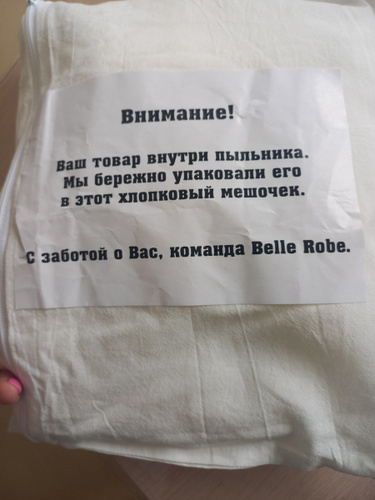 Внимание!
Ваш товар внутри пыльника.
Мы бережно упаковали его
в этот хлопковый мешочек.
С заботой о Вас, команда Belle Robe.